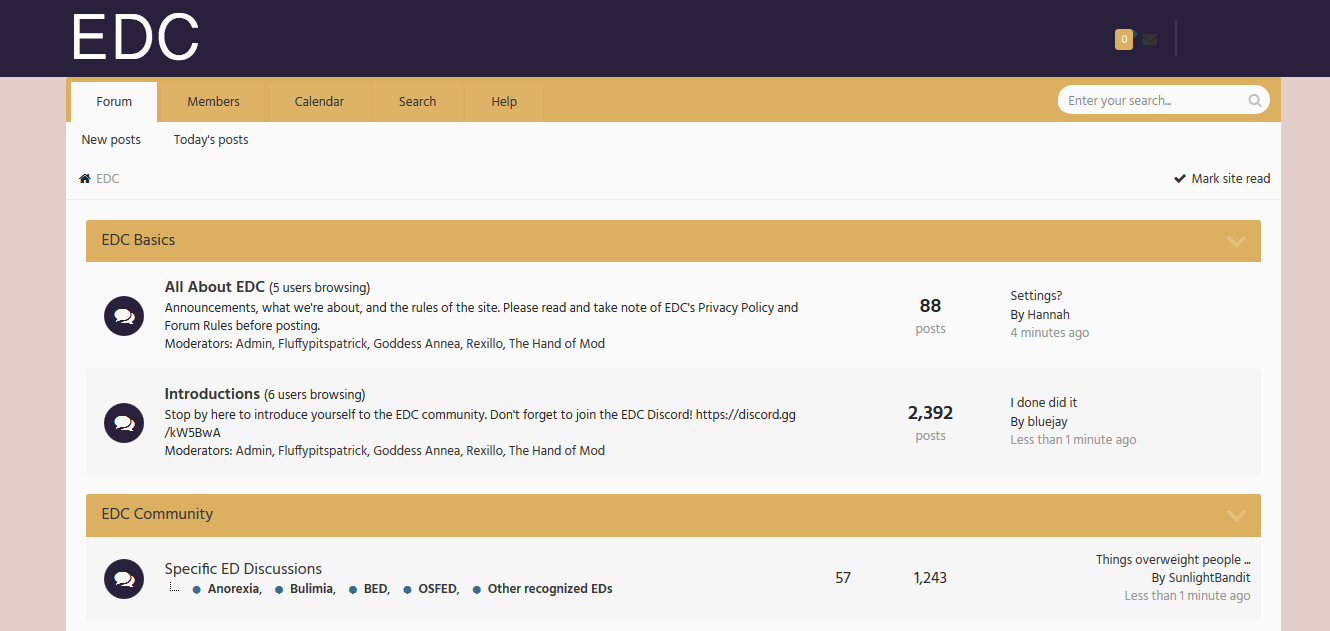 EDC
0
Forum Members Calendar Search Help
Enter your search...
New posts Today's posts
EDC
Mark site read
EDC Basics
All About EDC (5 users browsing)
Announcements, what we're about, and the rules of the site. Please read and take note of EDC's Privacy Policy and
Forum Rules before posting.
Moderators: Admin, Fluffypitspatrick, Goddess Annea, Rexillo, The Hand of Mod
88
posts
Settings?
By Hannah
4 minutes ago
Introductions (6 users browsing)
Stop by here to introduce yourself to the EDC community. Don't forget to join the EDC Discord! https://discord.gg
/kW5BwA
Moderators: Admin, Fluffypitspatrick, Goddess Annea, Rexillo, The Hand of Mod
2,392
posts
I done did it
By bluejay
Less than 1 minute ago
EDC Community
Specific ED Discussions
Anorexia, Bulimia, BED, OSFED, Other recognized EDs
57
1,243
Things overweight people ...
By SunlightBandit
Less than 1 minute ago